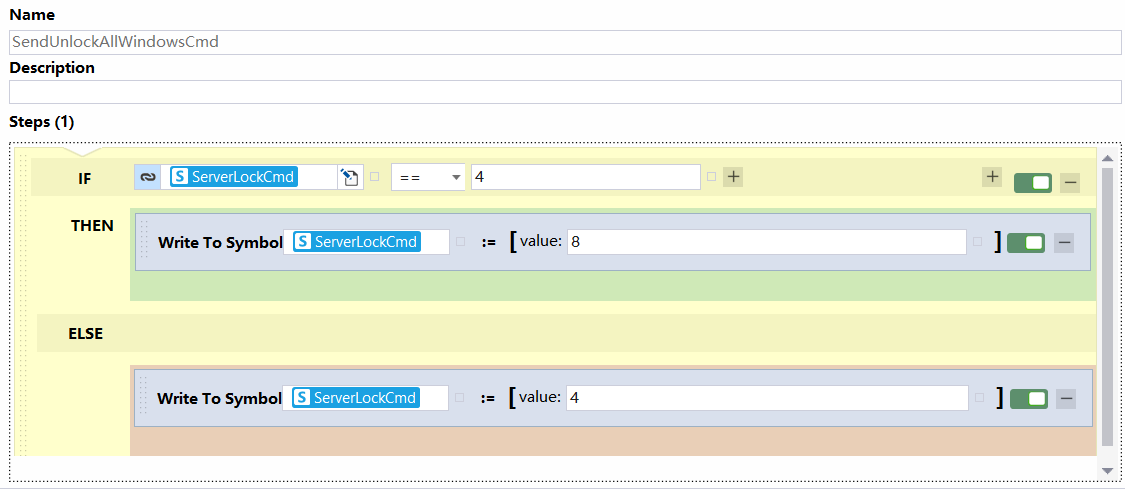 Name
SendUnlockAllWindowsCmd
Description
Steps (1)
IF S ServerLockCmd == 4 + + −
THEN
Write To Symbol S ServerLockCmd := [ value: 8 ] −
ELSE
Write To Symbol S ServerLockCmd := [ value: 4 ] −